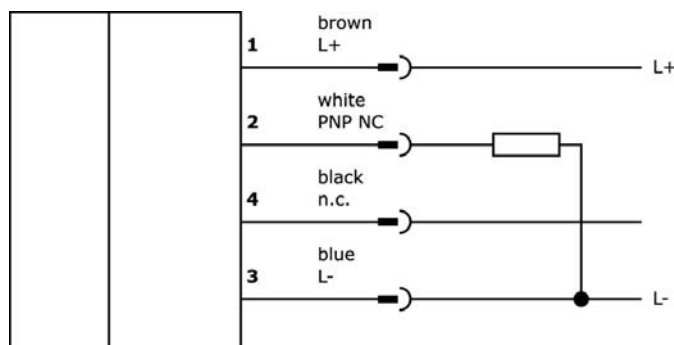 brown
1 L+
L+
white
2 PNP NC
black
4 n.c.
blue
3 L-
L-